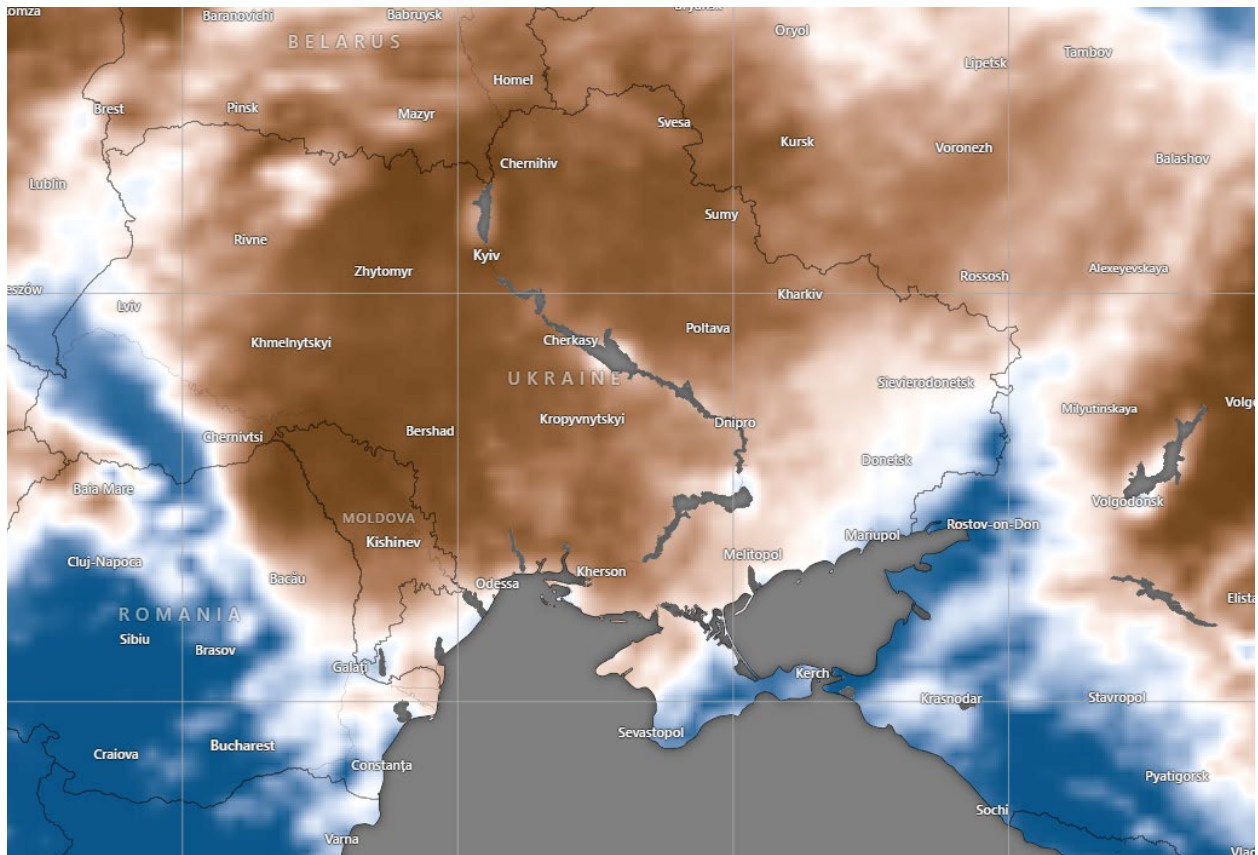 omza
Baranovichi
Babruysk
Oryol
BELARUS
Tambov
Lipetsk
Homel
Brest
Pinsk
Mazyr
Svesa
Kursk
Voronezh
Chernihiv
Balashov
Lublin
Sumy
Rivne
Kyiv
Zhytomyr
Alexeyevskaya
Rossosh
eszów
Kharkiv
Lviv
Poltava
Khmelnytskyi
Cherkasy
UKRAINE
Sievierodonetsk
Volgo
Milyutinskaya
Kropyvnytskyi
Dnipro
Bershad
Chernivtsi
Donetsk
Baia Mare
Volgodonsk
MOLDOVA
Rostov-on-Don
Mariupol
Kishinev
Melitopol
Cluj-Napoca
Kherson
Bacău
Odessa
Elista
ROMANIA
Sibiu
Brasov
Galați
Kerch
Krasnodar
Stavropol
Sevastopol
Bucharest
Craiova
Constanța
Pyatigorsk
Sochi
Varna
Vlad